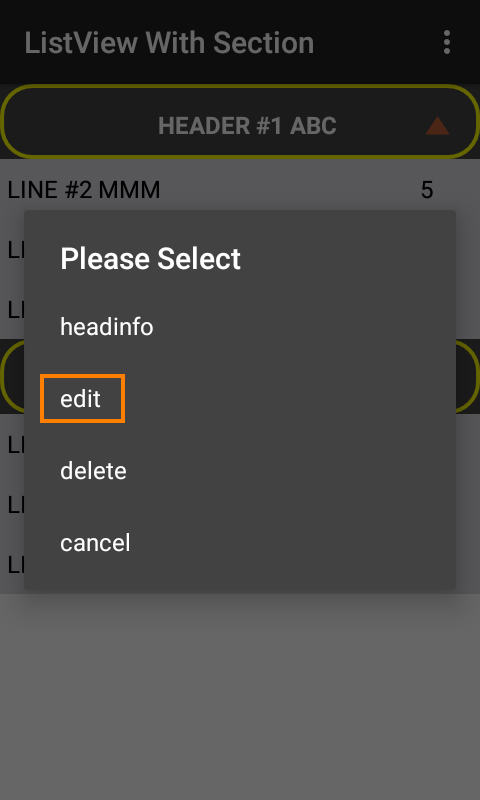 ListView With Section
HEADER #1 ABC
LINE #2 MMM 5
Please Select
headinfo
edit
delete
cancel